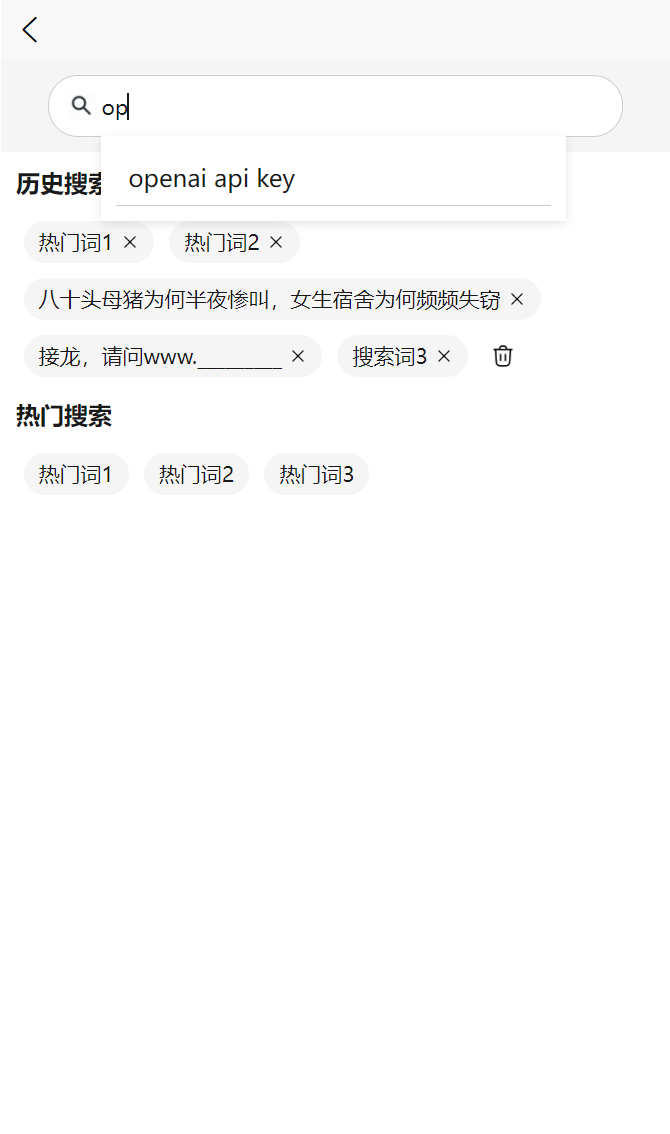 op
openai api key
历史搜索
热门词1 ×
热门词2 ×
八十头母猪为何半夜惨叫，女生宿舍为何频频失窃 ×
接龙，请问www._________ ×
搜索词3 ×
热门搜索
热门词1
热门词2
热门词3